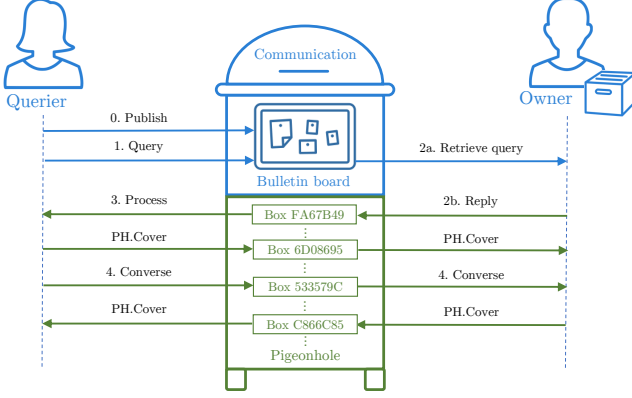 Communication
Querier
Owner
0. Publish
1. Query
2a. Retrieve query
Bulletin board
3. Process
Box FA67B49
2b. Reply
PH.Cover
Box 6D08695
PH.Cover
4. Converse
Box 533579C
4. Converse
PH.Cover
Box C866C85
PH.Cover
Pigeonhole